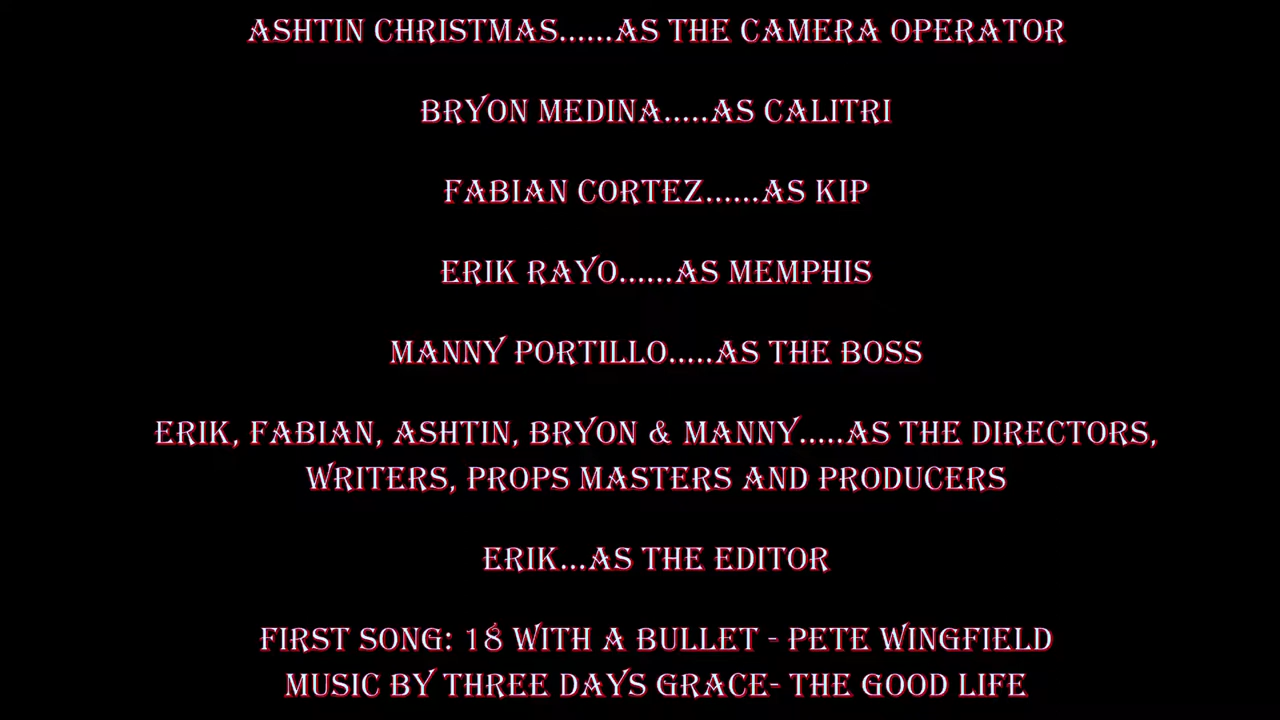 ASHTIN CHRISTMAS......AS THE CAMERA OPERATOR
BRYON MEDINA.....AS CALITRI
FABIAN CORTEZ......AS KIP
ERIK RAYO......AS MEMPHIS
MANNY PORTILLO.....AS THE BOSS
ERIK, FABIAN, ASHTIN, BRYON & MANNY.....AS THE DIRECTORS,
WRITERS, PROPS MASTERS AND PRODUCERS
ERIK...AS THE EDITOR
FIRST SONG: 18 WITH A BULLET - PETE WINGFIELD
MUSIC BY THREE DAYS GRACE- THE GOOD LIFE